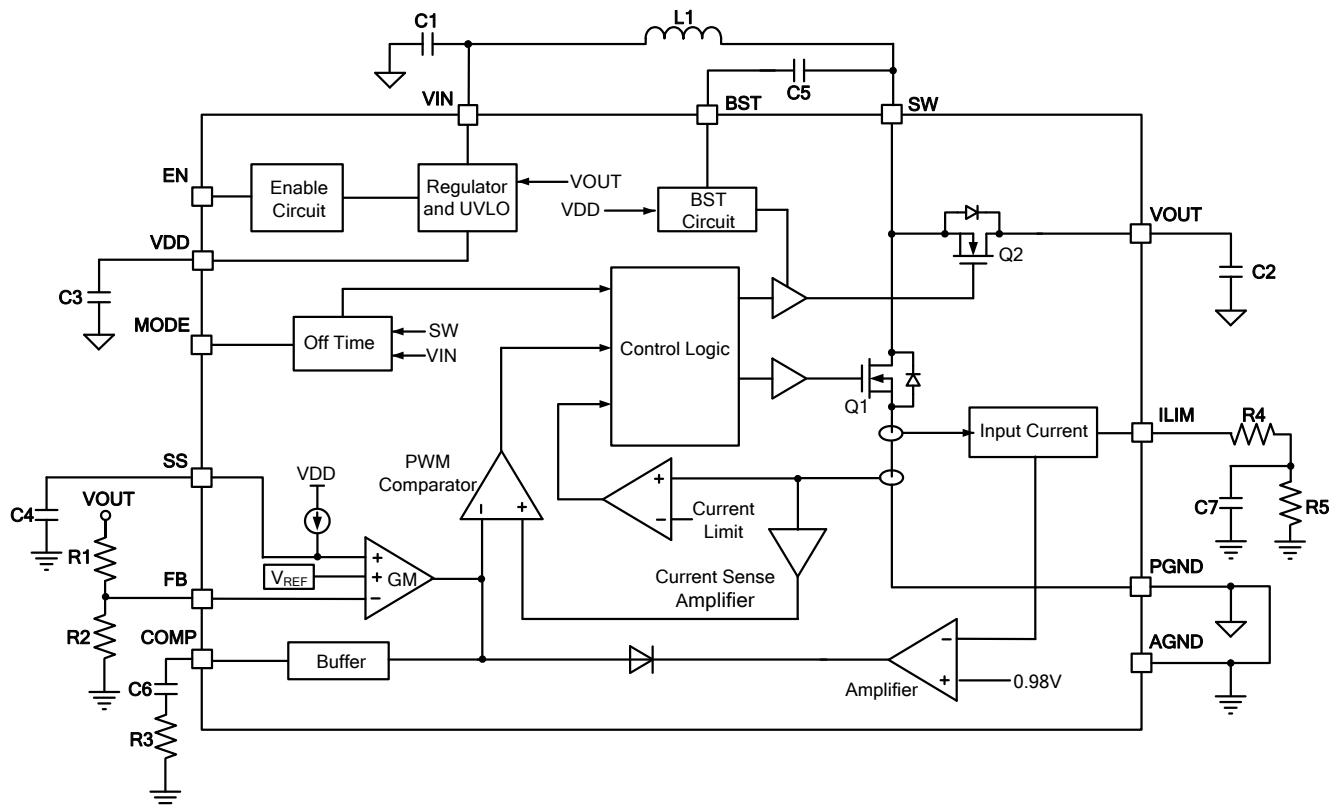 C1
L1
C5
VIN
BST
SW
EN
Enable
Circuit
Regulator
and UVLO
VOUT
VDD
BST
Circuit
VOUT
Q2
C2
VDD
C3
MODE
Off Time
SW
VIN
Control Logic
Q1
Input Current
ILIM
R4
C7
R5
SS
C4
VOUT
R1
VDD
PWM
Comparator
+
−
Current
Limit
− +
Current Sense
Amplifier
VREF
+
+
−
GM
FB
R2
PGND
AGND
COMP
Buffer
C6
R3
−
+
Amplifier
0.98V